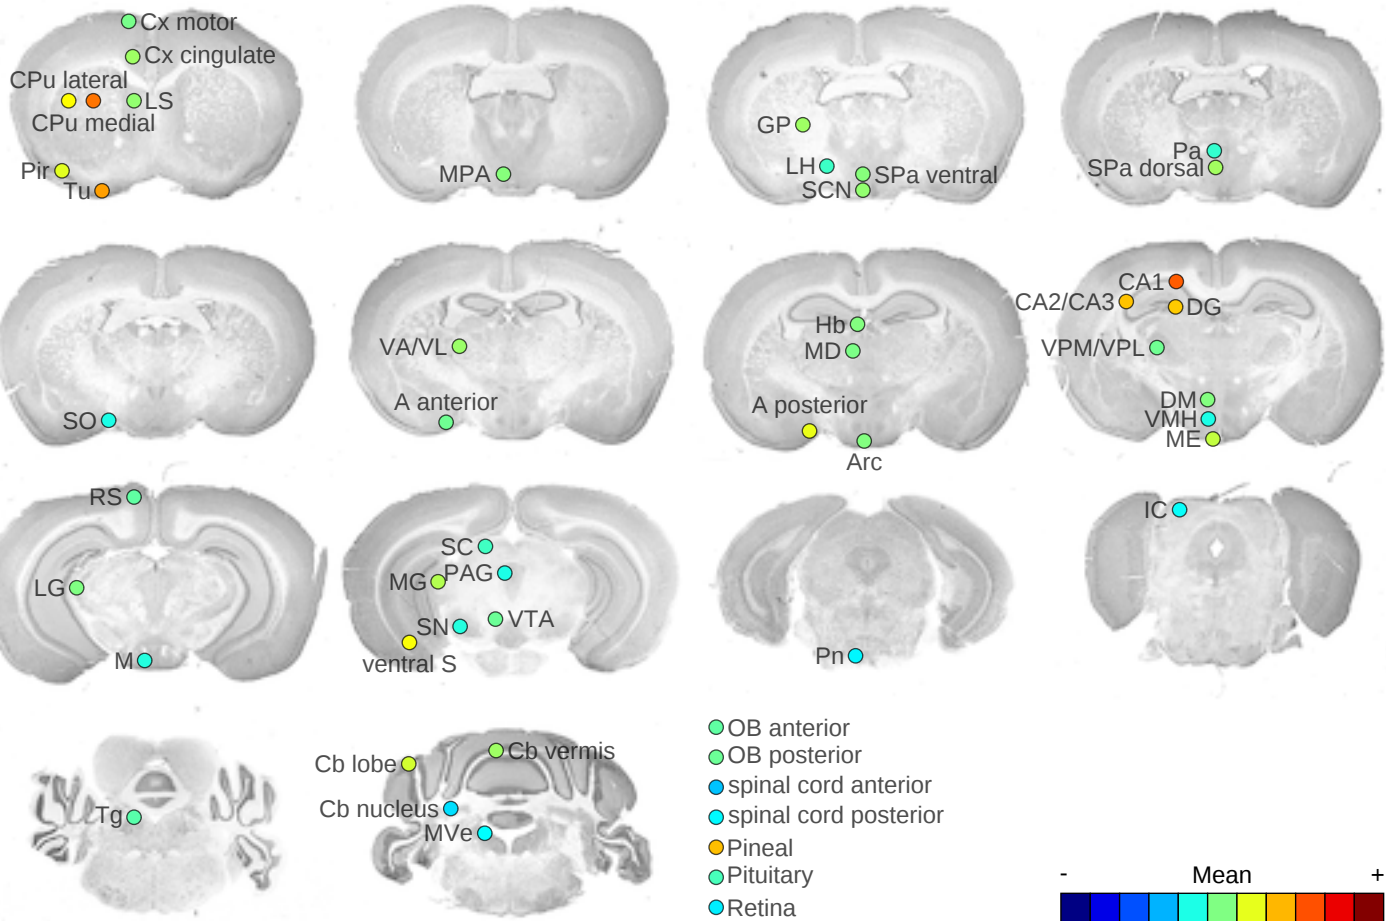 Cx motor
Cx cingulate
CPu lateral
LS
CPu medial
Pir
Tu
MPA
GP
LH
SPa ventral
SCN
Pa
SPa dorsal
SO
VA/VL
A anterior
Hb
MD
A posterior
Arc
CA1
CA2/CA3
DG
VPM/VPL
DM
VMH
ME
RS
LG
M
SC
MG
PAG
SN
VTA
ventral S
Pn
IC
Tg
Cb lobe
Cb vermis
Cb nucleus
MVe
OB anterior
OB posterior
spinal cord anterior
spinal cord posterior
Pineal
Pituitary
Retina
- Mean +